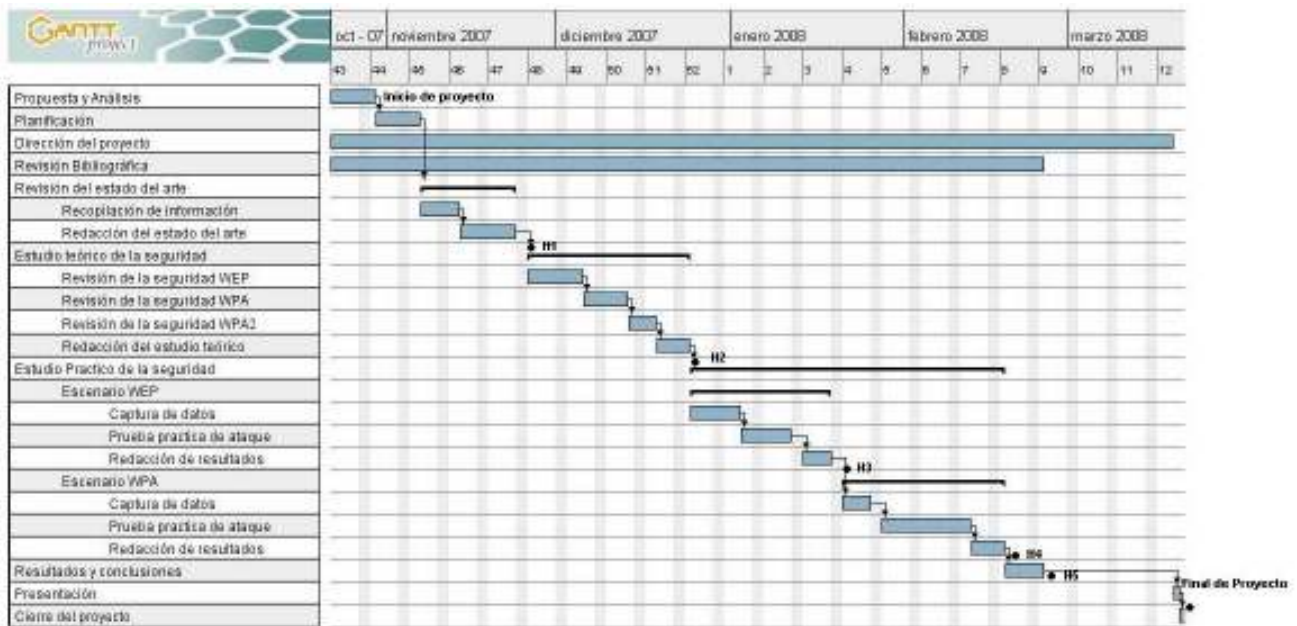 GANTT
project
oct - 07 noviembre 2007 diciembre 2007 enero 2008 febrero 2008 marzo 2008
43 44 45 46 47 48 49 50 51 52 1 2 3 4 5 6 7 8 9 10 11 12
Propuesta y Análisis Inicio de proyecto
Planificación
Dirección del proyecto
Revisión Bibliográfica
Revisión del estado del arte
Recopilación de información
Redacción del estado del arte
H1
Estudio teórico de la seguridad
Revisión de la seguridad WEP
Revisión de la seguridad WPA
Revisión de la seguridad WPA2
Redacción del estudio teórico
H2
Estudio Practico de la seguridad
Escenario WEP
Captura de datos
Prueba practica de ataque
Redacción de resultados
H3
Escenario WPA
Captura de datos
Prueba practica de ataque
Redacción de resultados
H4
Resultados y conclusiones H5
Presentación Final de Proyecto
Cierre del proyecto